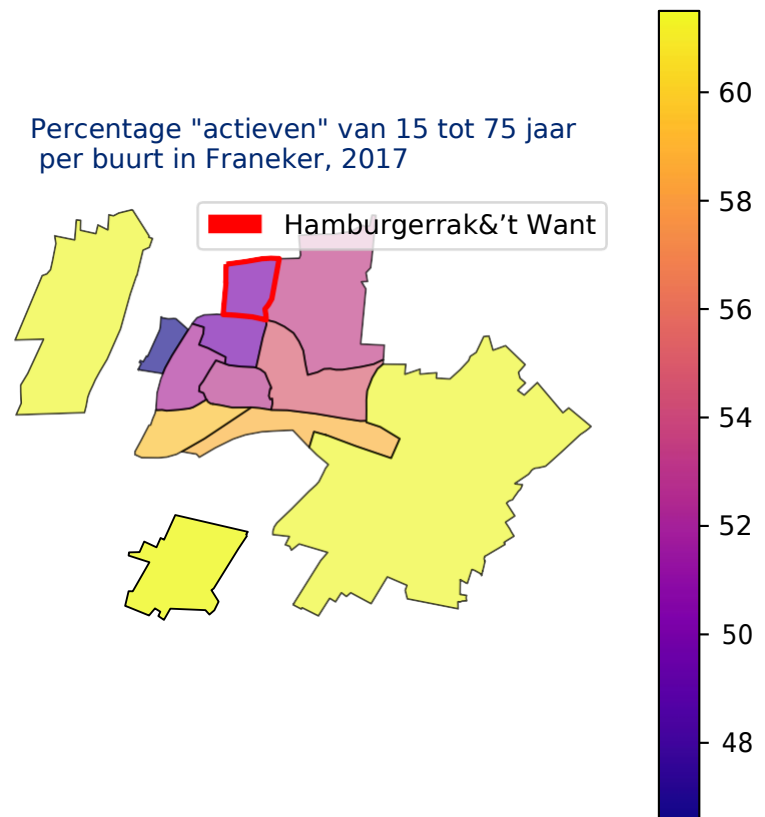 Percentage "actieven" van 15 tot 75 jaar
per buurt in Franeker, 2017
Hamburgerrak&’t Want
60
58
56
54
52
50
48